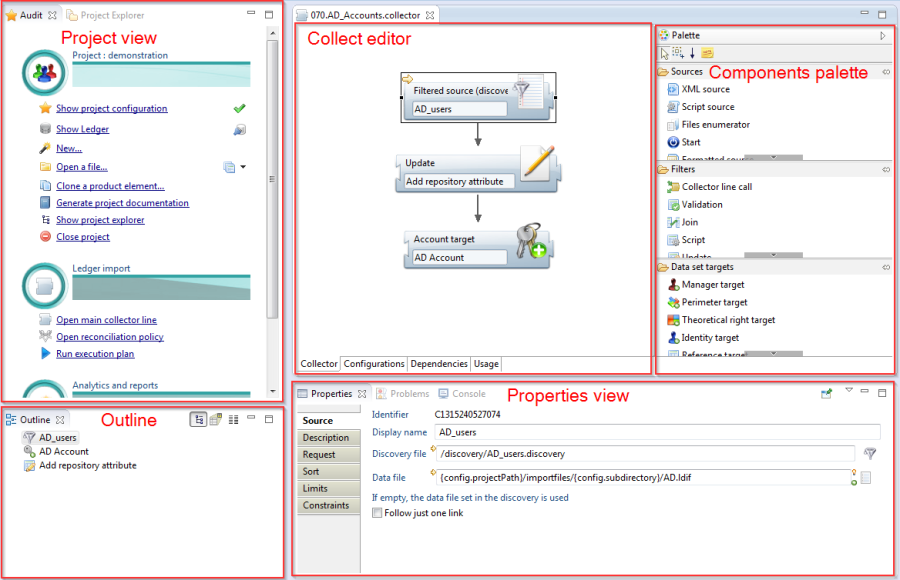 Audit
Project Explorer
Project view
Project : demonstration
Show project configuration
Show Ledger
New...
Open a file...
Clone a product element...
Generate project documentation
Show project explorer
Close project
Ledger import
Open main collector line
Open reconciliation policy
Run execution plan
Analytics and reports
Outline
Outline
AD_users
AD Account
Add repository attribute
070.AD_Accounts.collector
Collect editor
Filtered source (discove
AD_users
Update
Add repository attribute
Account target
AD Account
Collector
Configurations
Dependencies
Usage
Palette
Components palette
Sources
XML source
Script source
Files enumerator
Start
Formatted sou
Filters
Collector line call
Validation
Join
Script
Update
Data set targets
Manager target
Perimeter target
Theoretical right target
Identity target
Reference target
Properties
Problems
Console
Properties view
Source
Description
Request
Sort
Limits
Constraints
Identifier C1315240527074
Display name AD_users
Discovery file /discovery/AD_users.discovery
Data file {config.projectPath}/importfiles/{config.subdirectory}/AD.ldif
If empty, the data file set in the discovery is used
Follow just one link